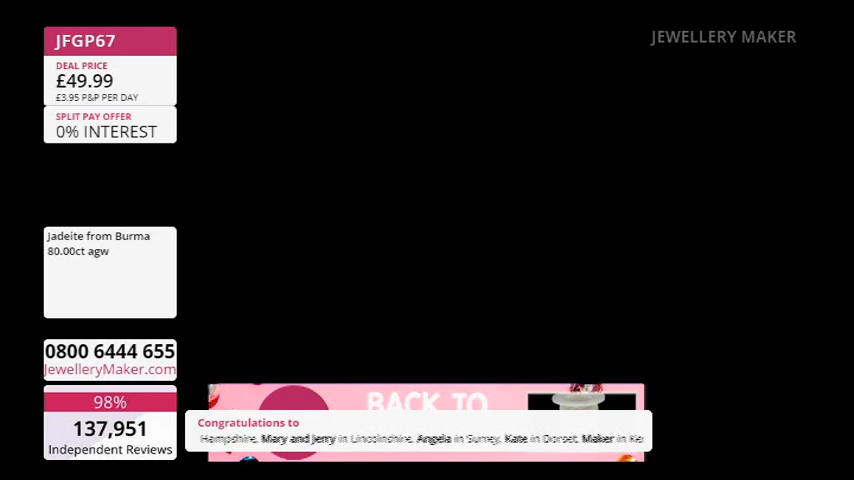 JFGP67
DEAL PRICE
£49.99
£3.95 P&P PER DAY
SPLIT PAY OFFER
0% INTEREST
JEWELLERY MAKER
Jadeite from Burma
80.00ct agw
0800 6444 655
JewelleryMaker.com
98%
137,951
Independent Reviews
BACK TO
Congratulations to
Hampshire, Mary and Jerry in Lincolnshire, Angela in Surrey, Kate in Dorset, Maker in Ke